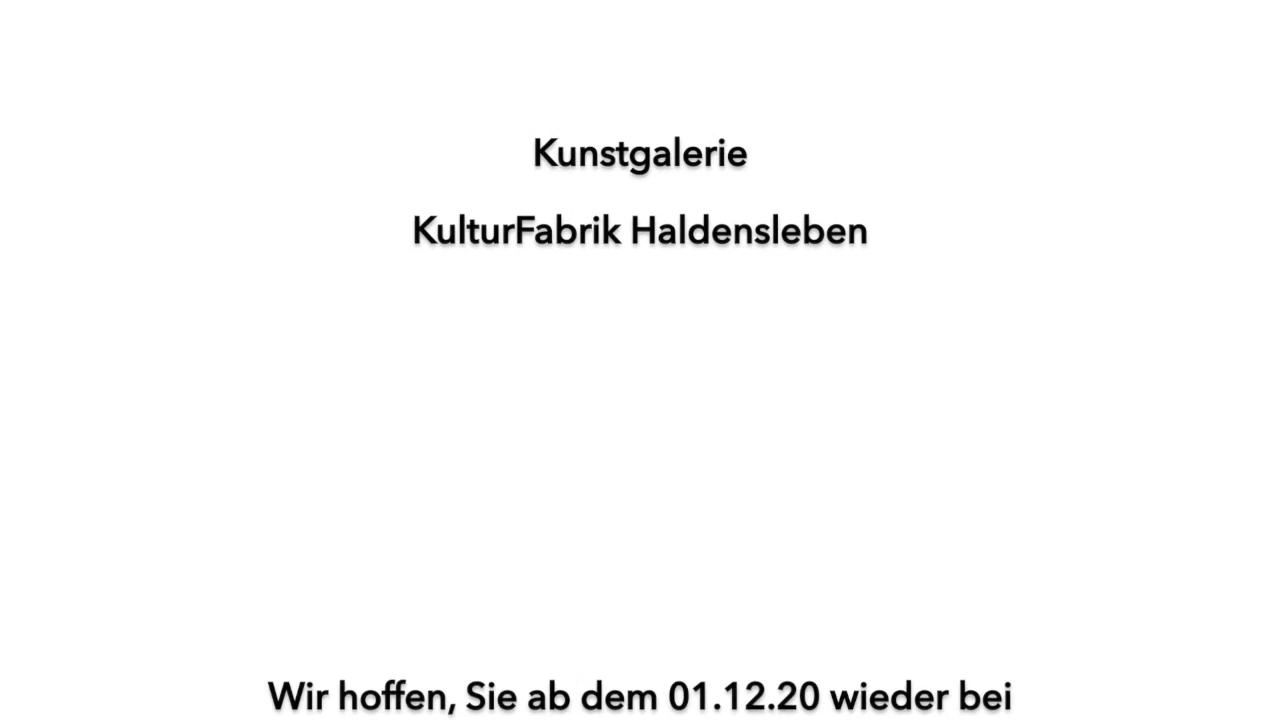 Kunstgalerie
KulturFabrik Haldensleben
Wir hoffen, Sie ab dem 01.12.20 wieder bei